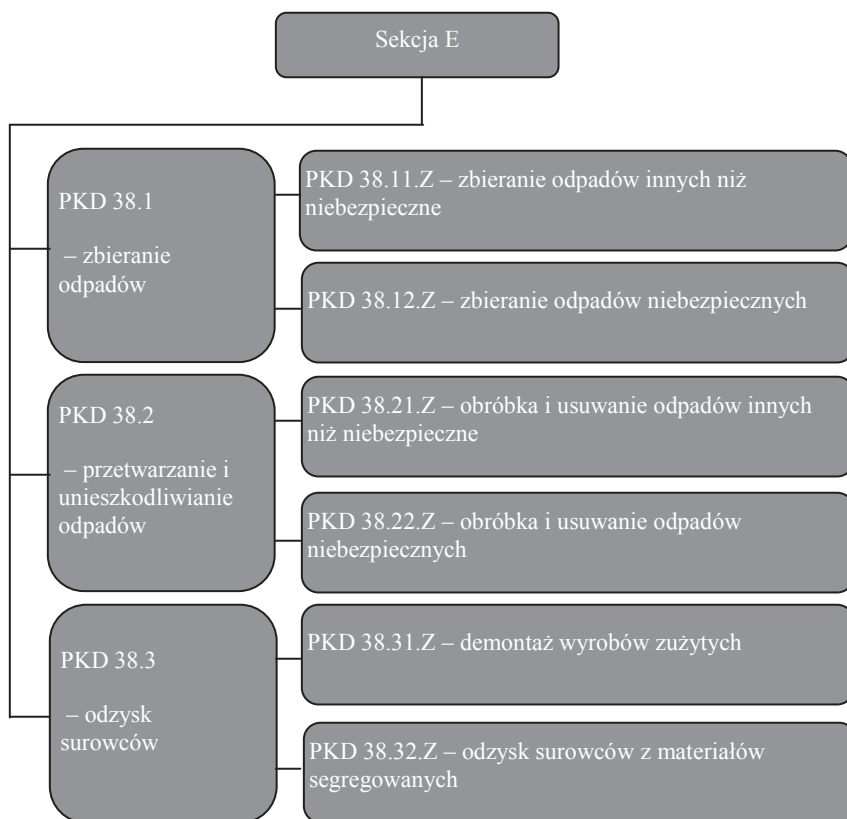 Sekcja E
PKD 38.1
– zbieranie
odpadów
PKD 38.11.Z – zbieranie odpadów innych niż
niebezpieczne
PKD 38.12.Z – zbieranie odpadów niebezpiecznych
PKD 38.2
– przetwarzanie i
unieszkodliwianie
odpadów
PKD 38.21.Z – obróbka i usuwanie odpadów innych
niż niebezpieczne
PKD 38.22.Z – obróbka i usuwanie odpadów
niebezpiecznych
PKD 38.3
– odzysk
surowców
PKD 38.31.Z – demontaż wyrobów zużytych
PKD 38.32.Z – odzysk surowców z materiałów
segregowanych